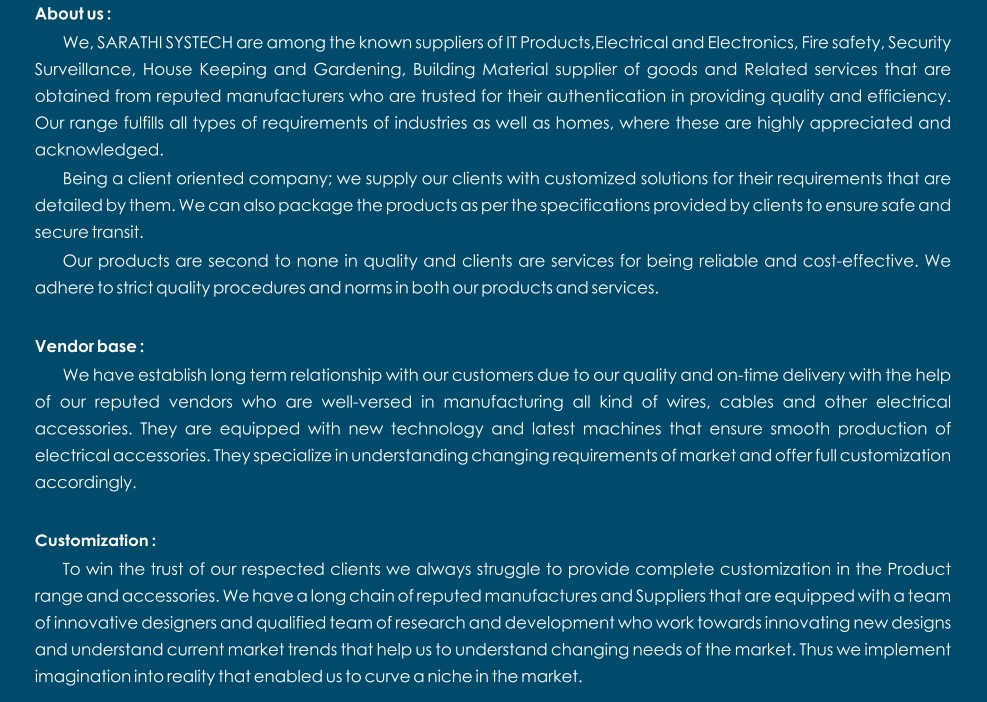 About us :
We, SARATHI SYSTECH are among the known suppliers of IT Products,Electrical and Electronics, Fire safety, Security
Surveillance, House Keeping and Gardening, Building Material supplier of goods and Related services that are
obtained from reputed manufacturers who are trusted for their authentication in providing quality and efficiency.
Our range fulfills all types of requirements of industries as well as homes, where these are highly appreciated and
acknowledged.
Being a client oriented company; we supply our clients with customized solutions for their requirements that are
detailed by them. We can also package the products as per the specifications provided by clients to ensure safe and
secure transit.
Our products are second to none in quality and clients are services for being reliable and cost-effective. We
adhere to strict quality procedures and norms in both our products and services.
Vendor base :
We have establish long term relationship with our customers due to our quality and on-time delivery with the help
of our reputed vendors who are well-versed in manufacturing all kind of wires, cables and other electrical
accessories. They are equipped with new technology and latest machines that ensure smooth production of
electrical accessories. They specialize in understanding changing requirements of market and offer full customization
accordingly.
Customization :
To win the trust of our respected clients we always struggle to provide complete customization in the Product
range and accessories. We have a long chain of reputed manufactures and Suppliers that are equipped with a team
of innovative designers and qualified team of research and development who work towards innovating new designs
and understand current market trends that help us to understand changing needs of the market. Thus we implement
imagination into reality that enabled us to curve a niche in the market.